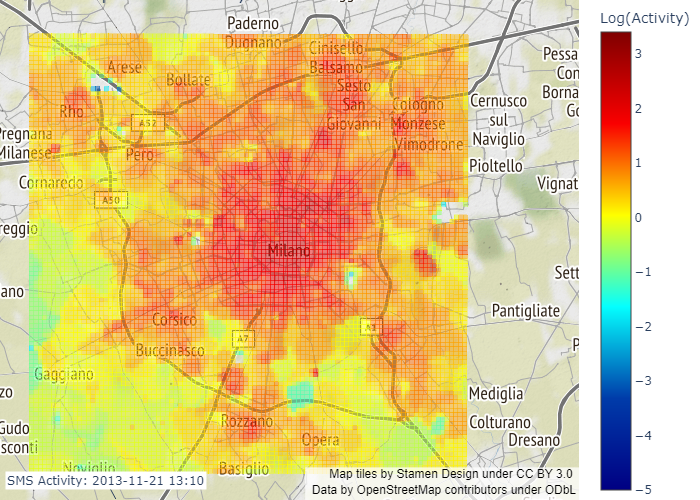 Log(Activity)
3
2
1
0
−1
−2
−3
−4
−5
Paderno
Dugnano
Cinisello
Balsamo
Arese
Bollate
Sesto
San
Giovanni
Cologno
Monzese
Cernusco
sul
Naviglio
Rho
A52
Pero
Vimodrone
Pioltello
Pregnana
Milanese
Cornaredo
A50
Vignat
reggio
Milano
Sett
ano
Pantigliate
Corsico
A7
Buccinasco
Gaggiano
Mediglia
Rozzano
Colturano
Dresano
Opera
Basiglio
Noviglio
Gudo
sconti
zo
Pessa
Con
Borna
Go
P
SMS Activity: 2013-11-21 13:10
Map tiles by Stamen Design under CC BY 3.0
Data by OpenStreetMap contributors under ODbL